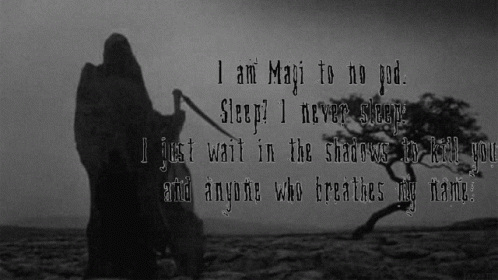 I am Magi to no god.
Sleep? I never sleep.
I just wait in the shadows to kill you
and anyone who breathes my name.